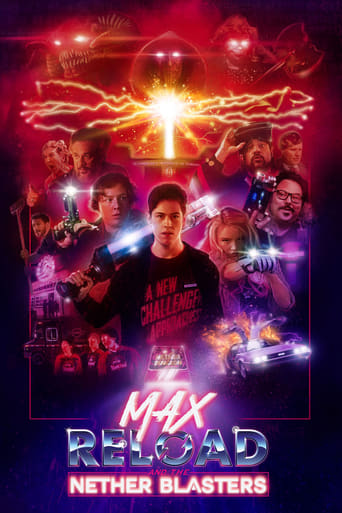 A NEW
CHALLENGER
APPROACHES
MAX
RELOAD
AND THE
NETHER BLASTERS